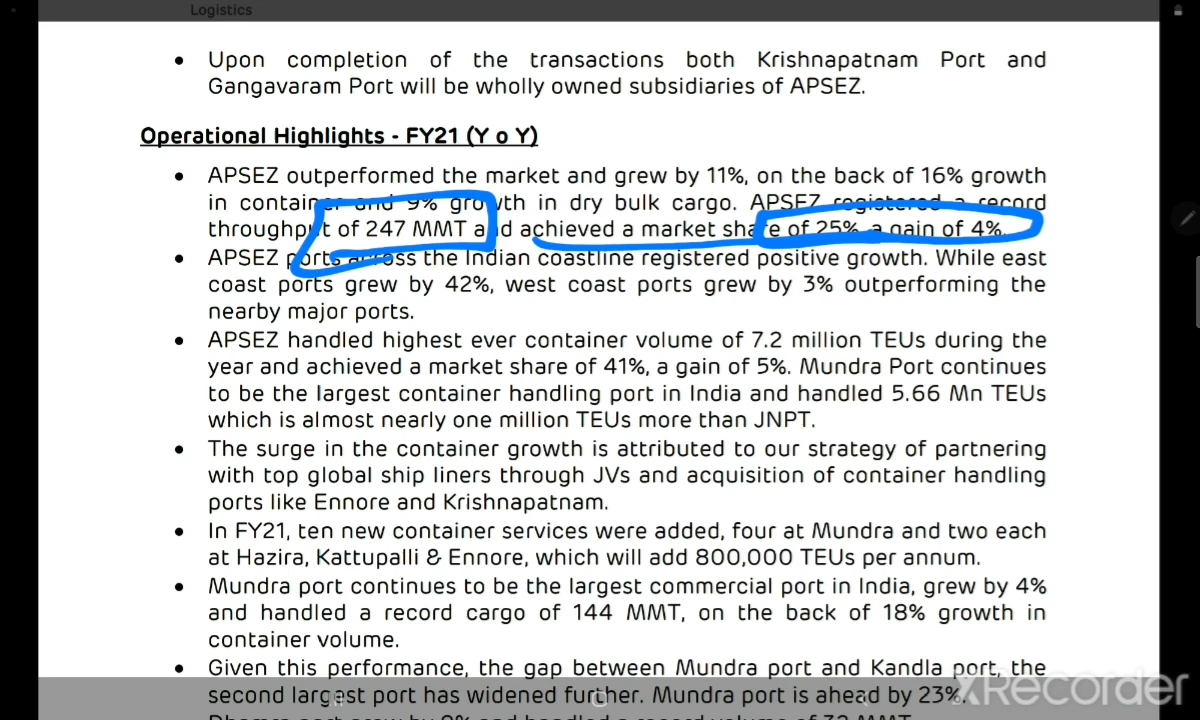 Logistics
• Upon completion of the transactions both Krishnapatnam Port and
Gangavaram Port will be wholly owned subsidiaries of APSEZ.
Operational Highlights - FY21 (Y o Y)
• APSEZ outperformed the market and grew by 11%, on the back of 16% growth
in container and 9% growth in dry bulk cargo. APSEZ registered a record
throughput of 247 MMT and achieved a market share of 25%, a gain of 4%.
• APSEZ ports across the Indian coastline registered positive growth. While east
coast ports grew by 42%, west coast ports grew by 3% outperforming the
nearby major ports.
• APSEZ handled highest ever container volume of 7.2 million TEUs during the
year and achieved a market share of 41%, a gain of 5%. Mundra Port continues
to be the largest container handling port in India and handled 5.66 Mn TEUs
which is almost nearly one million TEUs more than JNPT.
• The surge in the container growth is attributed to our strategy of partnering
with top global ship liners through JVs and acquisition of container handling
ports like Ennore and Krishnapatnam.
• In FY21, ten new container services were added, four at Mundra and two each
at Hazira, Kattupalli & Ennore, which will add 800,000 TEUs per annum.
• Mundra port continues to be the largest commercial port in India, grew by 4%
and handled a record cargo of 144 MMT, on the back of 18% growth in
container volume.
• Given this performance, the gap between Mundra port and Kandla port, the
second largest port has widened further. Mundra port is ahead by 23%.
XRecorder